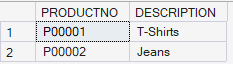 PRODUCTNO DESCRIPTION
1 P00001 T-Shirts
2 P00002 Jeans